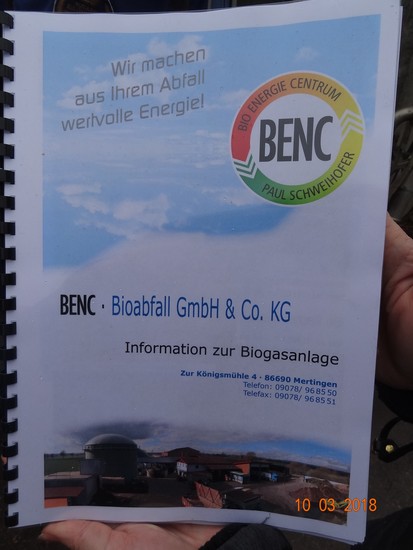 Wir machen
aus Ihrem Abfall
wertvolle Energie!
BIO ENERGIE CENTRUM
BENC
PAUL SCHWEIHOFER
BENC · Bioabfall GmbH & Co. KG
Information zur Biogasanlage
Zur Königsmühle 4 · 86690 Mertingen
Telefon: 09078/ 96 85 50
Telefax: 09078/ 96 85 51
10 03 2018